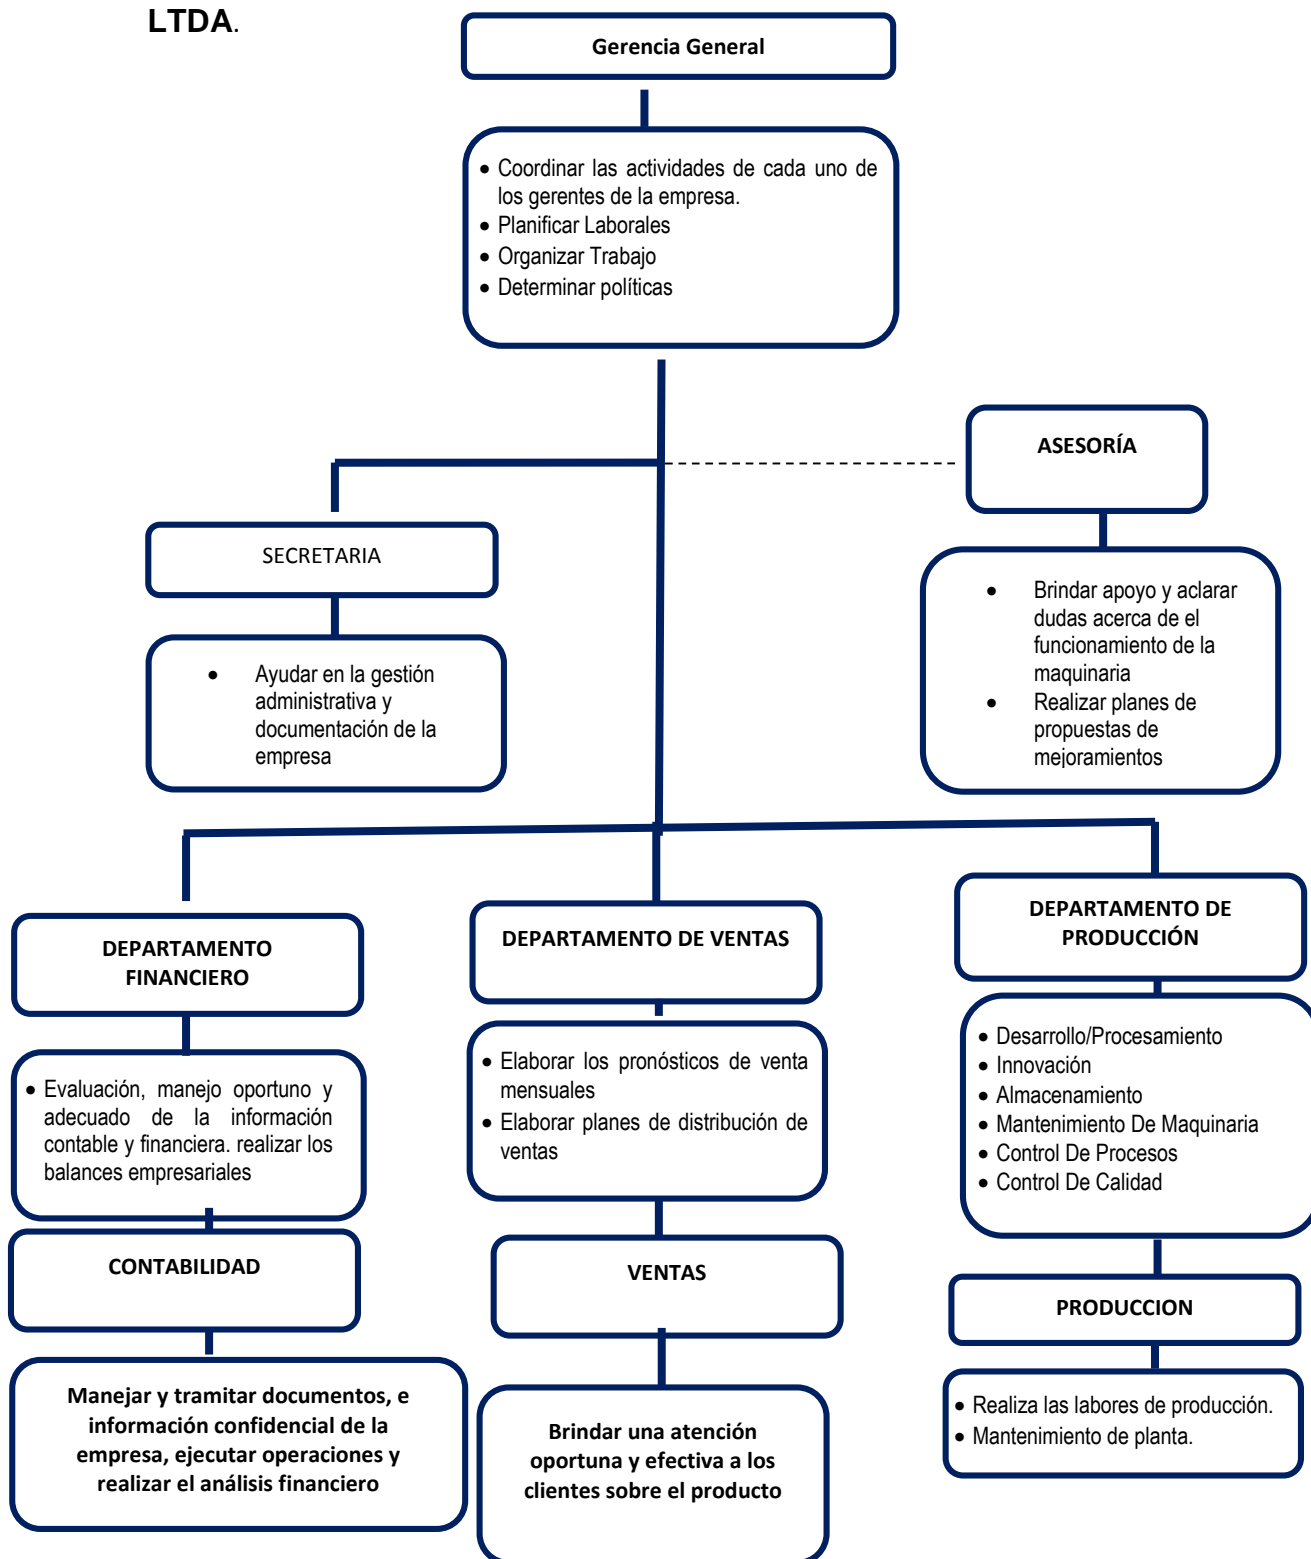 LTDA.
Gerencia General
• Coordinar las actividades de cada uno de
los gerentes de la empresa.
• Planificar Laborales
• Organizar Trabajo
• Determinar políticas
ASESORÍA
SECRETARIA
• Brindar apoyo y aclarar
dudas acerca de el
funcionamiento de la
maquinaria
• Realizar planes de
propuestas de
mejoramientos
• Ayudar en la gestión
administrativa y
documentación de la
empresa
DEPARTAMENTO
FINANCIERO
DEPARTAMENTO DE VENTAS
DEPARTAMENTO DE
PRODUCCIÓN
• Evaluación, manejo oportuno y
adecuado de la información
contable y financiera. realizar los
balances empresariales
• Elaborar los pronósticos de venta
mensuales
• Elaborar planes de distribución de
ventas
• Desarrollo/Procesamiento
• Innovación
• Almacenamiento
• Mantenimiento De Maquinaria
• Control De Procesos
• Control De Calidad
CONTABILIDAD
VENTAS
PRODUCCION
Manejar y tramitar documentos, e
información confidencial de la
empresa, ejecutar operaciones y
realizar el análisis financiero
Brindar una atención
oportuna y efectiva a los
clientes sobre el producto
• Realiza las labores de producción.
• Mantenimiento de planta.